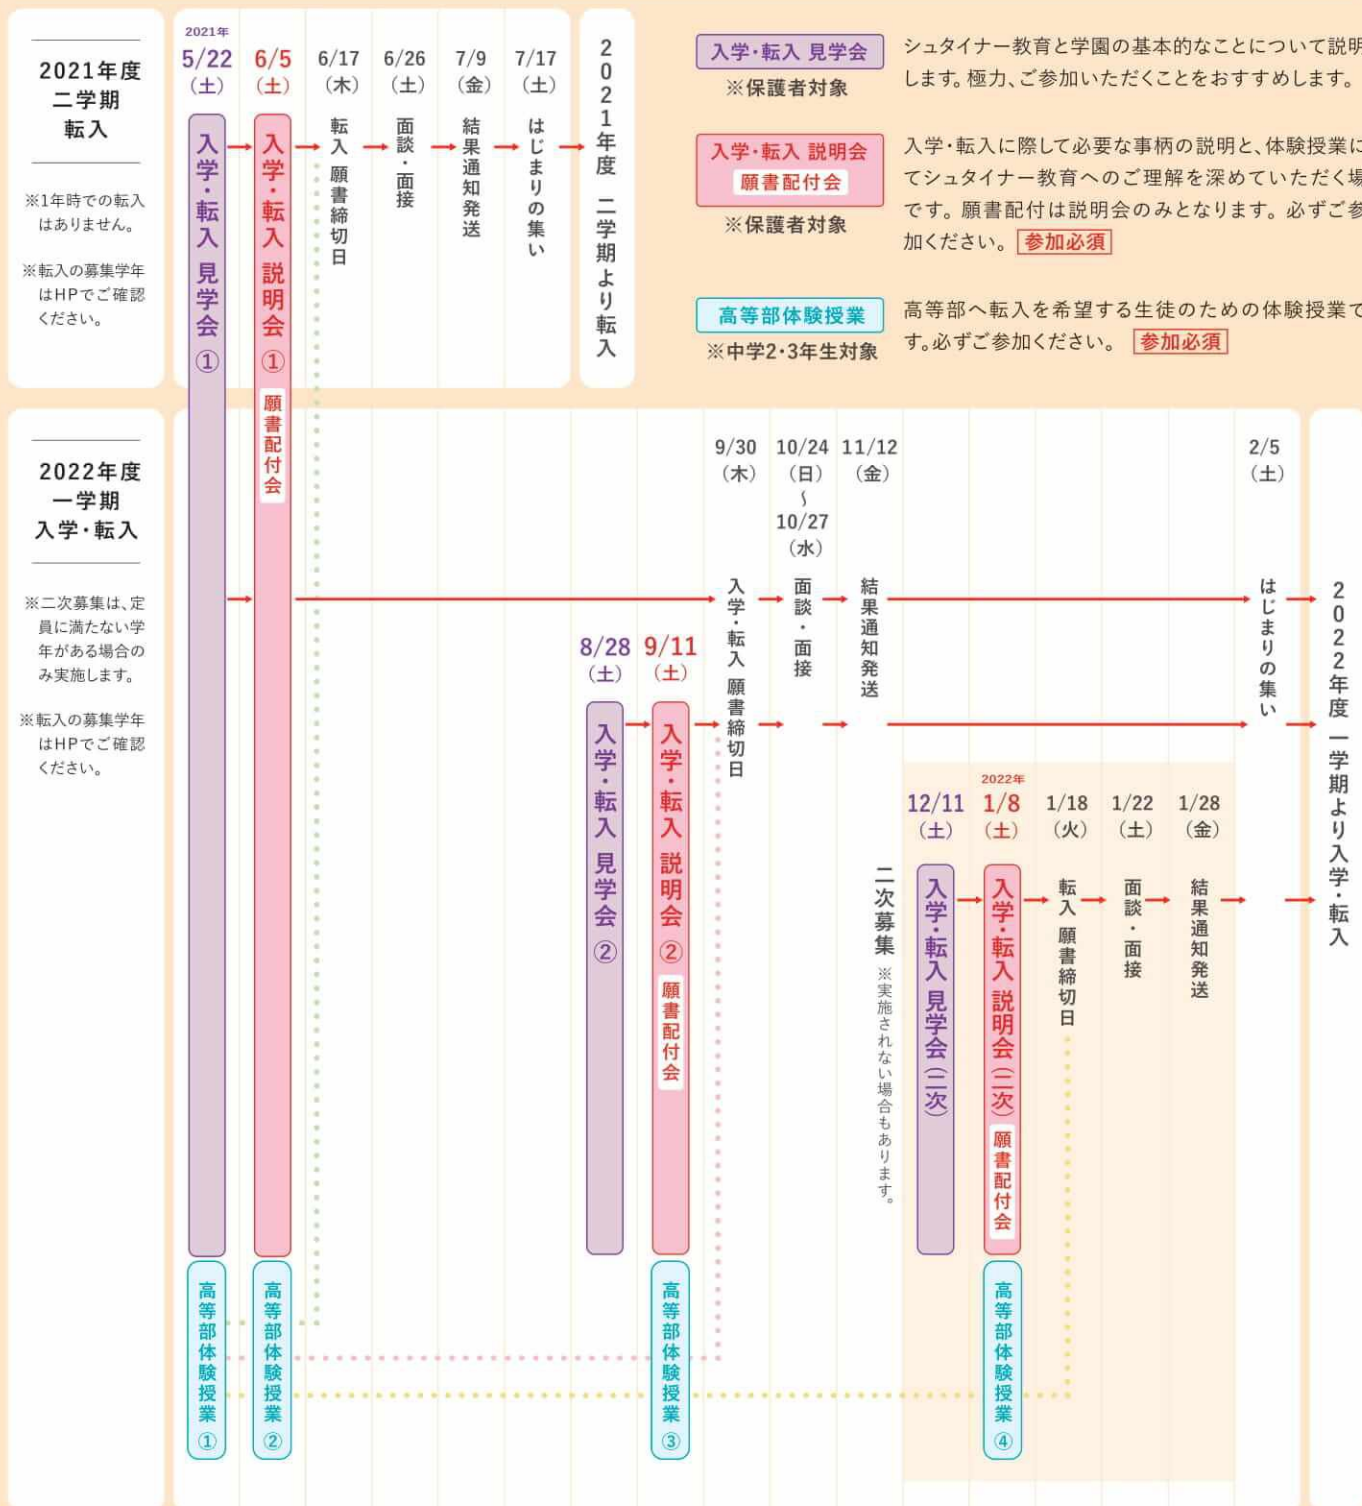 2021年度
二学期
転入
※1年時での転入
はありません。
※転入の募集学年
はHPでご確認
ください。
2021年
5/22
(土)
入学・転入 見学会 ①
6/5
(土)
入学・転入 説明会 ①
願書配付会
6/17
(木)
転入 願書締切日
6/26
(土)
面談・面接
7/9
(金)
結果通知発送
7/17
(土)
はじまりの集い
2021年度 二学期より転入
入学・転入 見学会
※保護者対象
シュタイナー教育と学園の基本的なことについて説明
します。極力、ご参加いただくことをおすすめします。
入学・転入 説明会
願書配付会
※保護者対象
入学・転入に際して必要な事柄の説明と、体験授業に
てシュタイナー教育へのご理解を深めていただく場
です。願書配付は説明会のみとなります。必ずご参
加ください。 参加必須
高等部体験授業
※中学2・3年生対象
高等部へ転入を希望する生徒のための体験授業で
す。必ずご参加ください。 参加必須
2022年度
一学期
入学・転入
※二次募集は、定
員に満たない学
年がある場合の
み実施します。
※転入の募集学年
はHPでご確認
ください。
8/28
(土)
入学・転入 見学会 ②
9/11
(土)
入学・転入 説明会 ②
願書配付会
9/30
(木)
入学・転入 願書締切日
10/24
(日)
〜
10/27
(水)
面談・面接
11/12
(金)
結果通知発送
2/5
(土)
はじまりの集い
2022年度 一学期より入学・転入
二次募集 ※実施されない場合もあります。
12/11
(土)
入学・転入 見学会(二次)
2022年
1/8
(土)
入学・転入 説明会(二次)
願書配付会
1/18
(火)
転入 願書締切日
1/22
(土)
面談・面接
1/28
(金)
結果通知発送
高等部体験授業 ①
高等部体験授業 ②
高等部体験授業 ③
高等部体験授業 ④